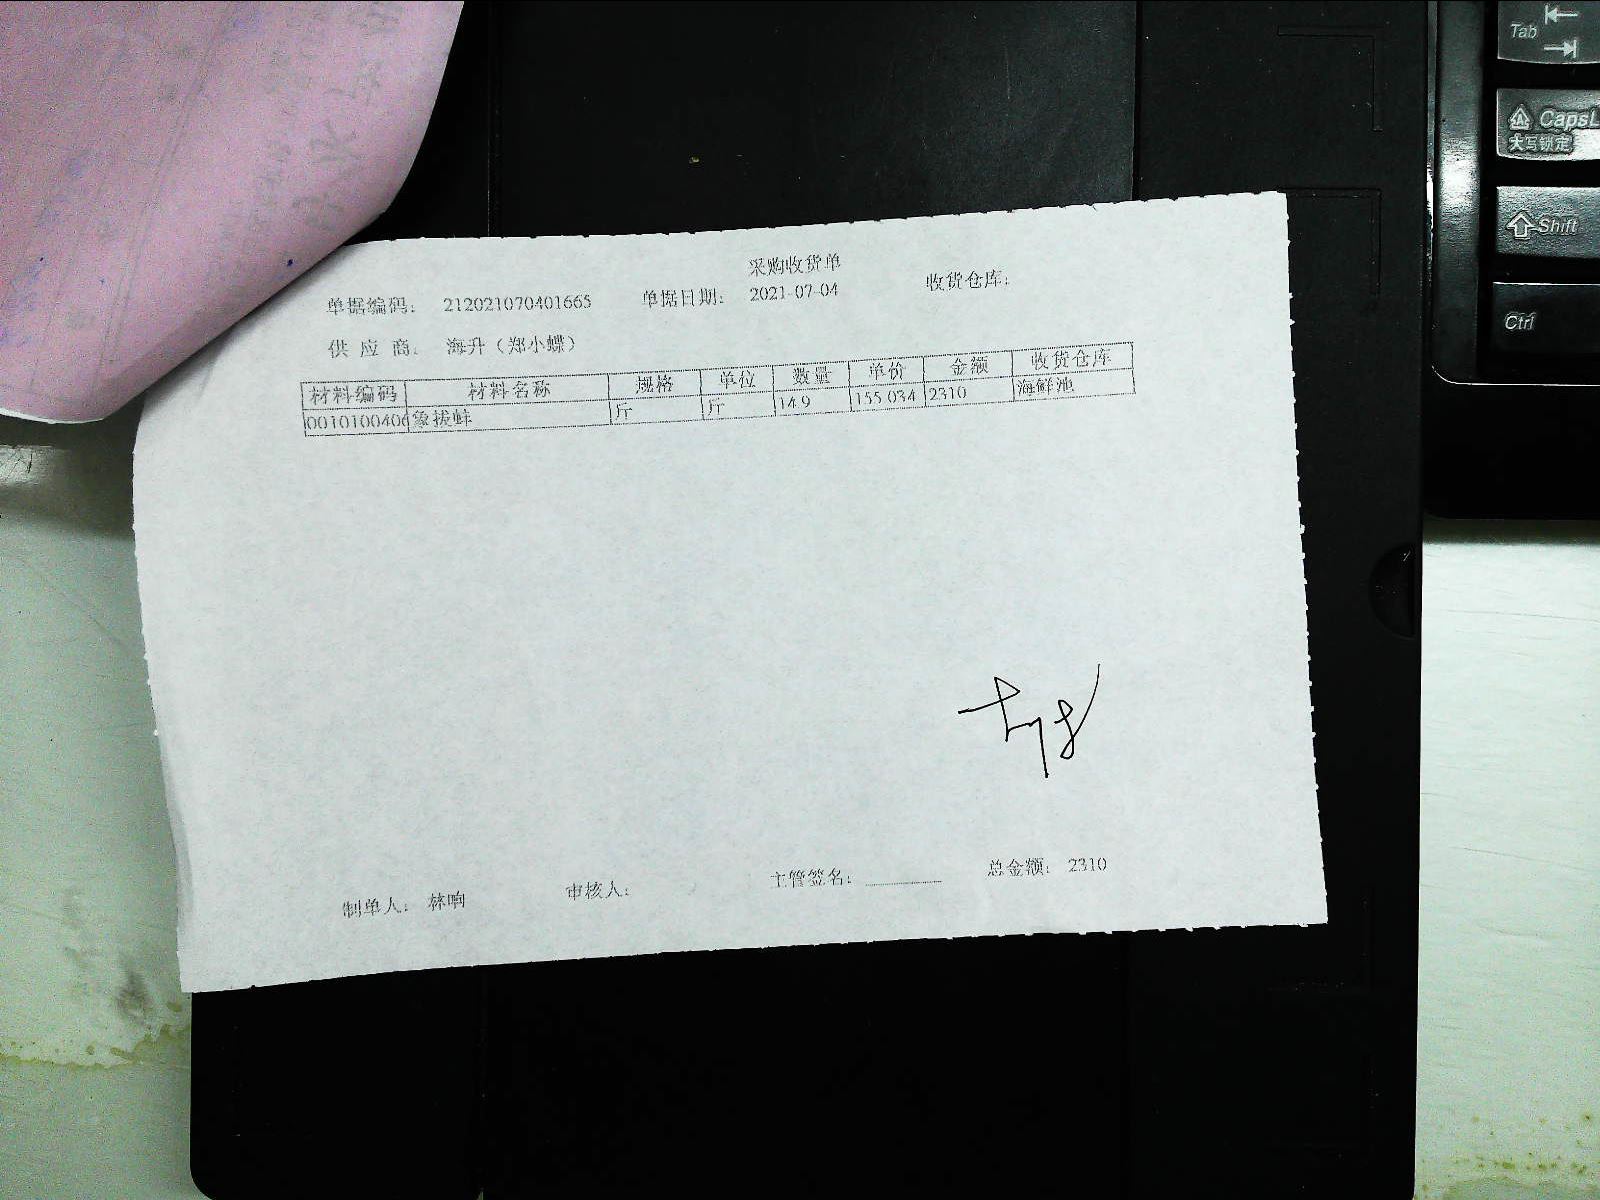 采购收货单
单据编码: 212021070401665 单据日期: 2021-07-04 收货仓库:
供 应 商: 海升（郑小蝶）
材料编码 材料名称 规格 单位 数量 单价 金额 收货仓库
0010100406 象拔蚌 斤 斤 14.9 155.034 2310 海鲜池
制单人: 林响 审核人: 主管签名: 总金额: 2310
Tab
CapsL
大写锁定
Shift
Ctrl